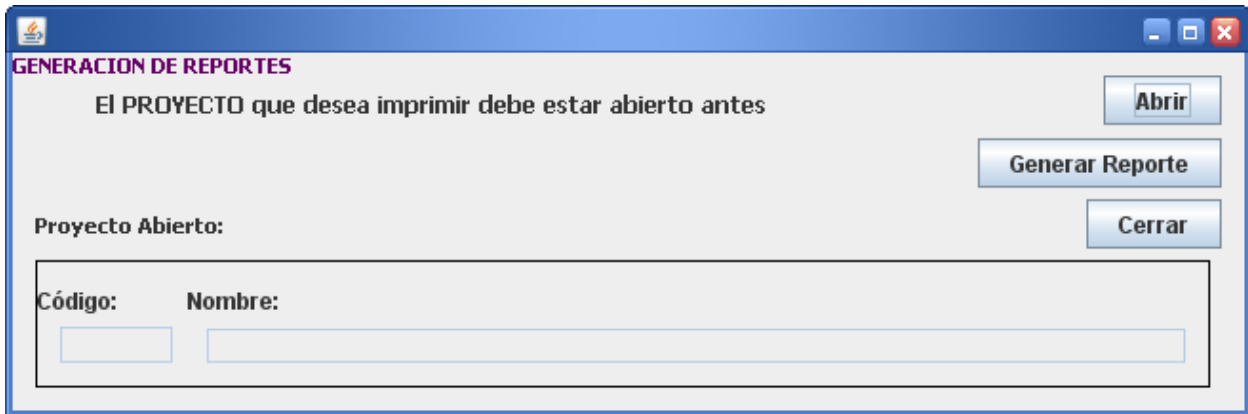 GENERACION DE REPORTES
El PROYECTO que desea imprimir debe estar abierto antes
Abrir
Generar Reporte
Proyecto Abierto:
Cerrar
Código: Nombre: